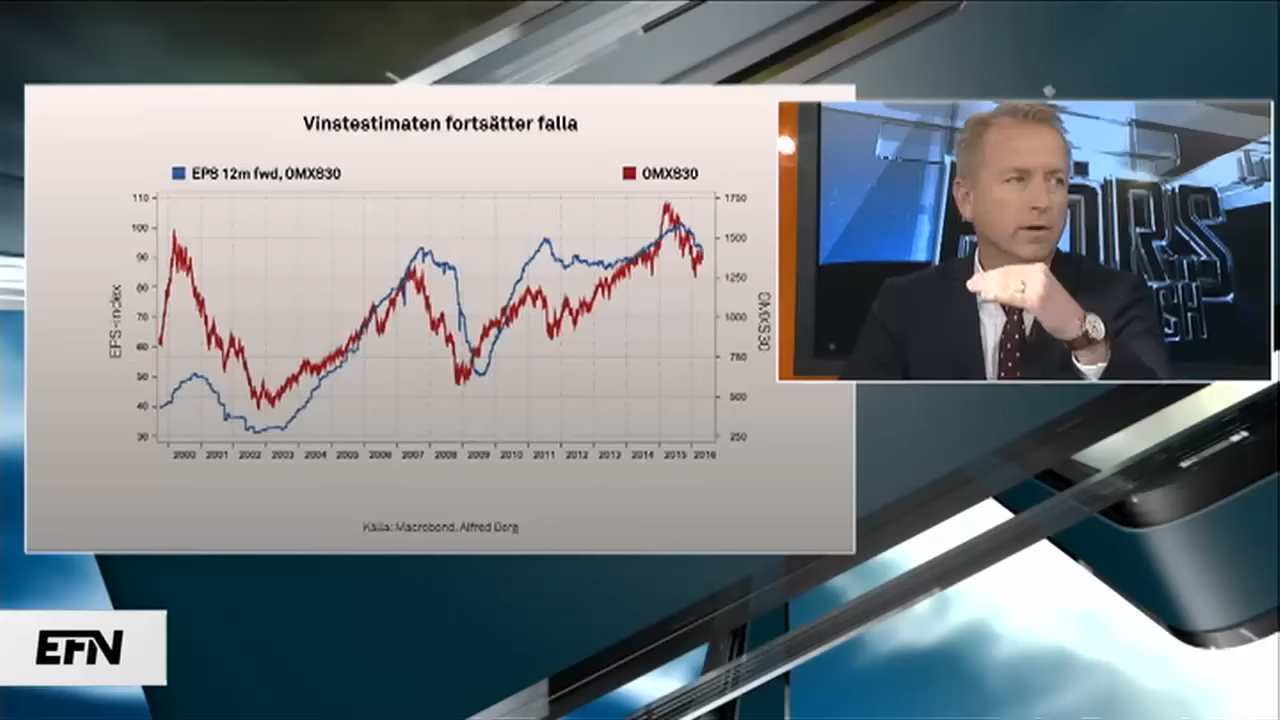 Vinstestimaten fortsätter falla
EPS 12m fwd, OMXS30
OMXS30
110
100
90
80
70
60
50
40
30
EPS-index
1750
1500
1250
1000
750
500
250
OMXS30
2000 2001 2002 2003 2004 2005 2006 2007 2008 2009 2010 2011 2012 2013 2014 2015 2016
Källa: Macrobond, Alfred Berg
EFN